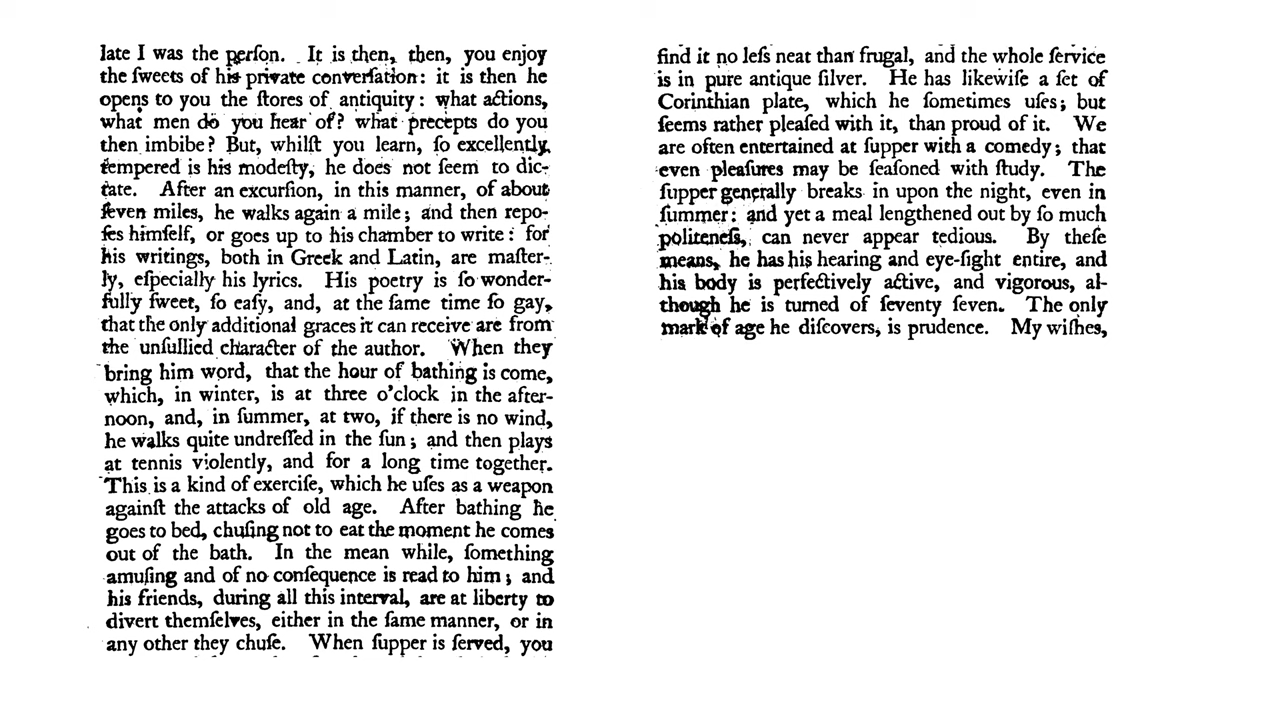 late I was the perſon. It is then, then, you enjoy
the ſweets of his private converſation: it is then he
opens to you the ſtores of antiquity: what actions,
what men do you hear of? what precepts do you
then imbibe? But, whilſt you learn, ſo excellently
tempered is his modeſty, he does not ſeem to dic-
tate. After an excurſion, in this manner, of about
ſeven miles, he walks again a mile; and then repo-
ſes himſelf, or goes up to his chamber to write: for
his writings, both in Greek and Latin, are maſter-
ly, eſpecially his lyrics. His poetry is ſo wonder-
fully ſweet, ſo eaſy, and, at the ſame time ſo gay,
that the only additional graces it can receive are from
the unſullied character of the author. When they
bring him word, that the hour of bathing is come,
which, in winter, is at three o'clock in the after-
noon, and, in ſummer, at two, if there is no wind,
he walks quite undreſſed in the ſun; and then plays
at tennis violently, and for a long time together.
This is a kind of exerciſe, which he uſes as a weapon
againſt the attacks of old age. After bathing he
goes to bed, chuſing not to eat the moment he comes
out of the bath. In the mean while, ſomething
amuſing and of no conſequence is read to him; and
his friends, during all this interval, are at liberty to
divert themſelves, either in the ſame manner, or in
any other they chuſe. When ſupper is ſerved, you
find it no leſs neat than frugal, and the whole ſervice
is in pure antique ſilver. He has likewiſe a ſet of
Corinthian plate, which he ſometimes uſes; but
ſeems rather pleaſed with it, than proud of it. We
are often entertained at ſupper with a comedy; that
even pleaſures may be ſeaſoned with ſtudy. The
ſupper generally breaks in upon the night, even in
ſummer: and yet a meal lengthened out by ſo much
politeneſs, can never appear tedious. By theſe
means, he has his hearing and eye-ſight entire, and
his body is perfectively active, and vigorous, al-
though he is turned of ſeventy ſeven. The only
mark of age he diſcovers, is prudence. My wiſhes,